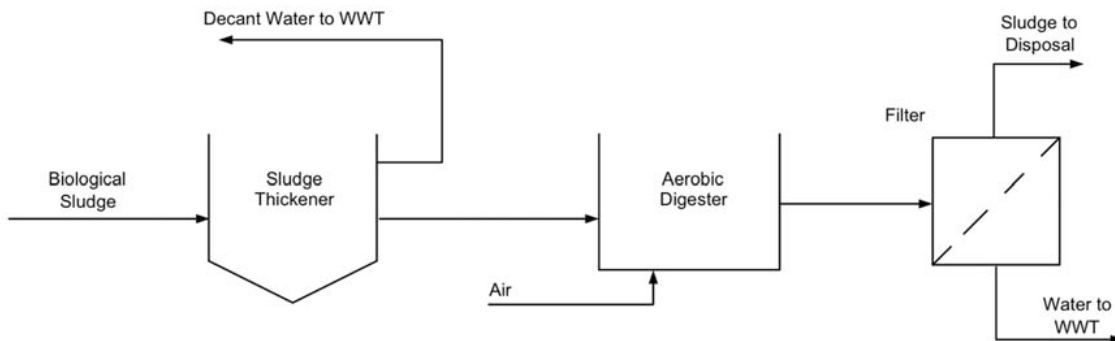 Decant Water to WWT
Sludge to
Disposal
Filter
Biological
Sludge
Sludge
Thickener
Aerobic
Digester
Air
Water to
WWT